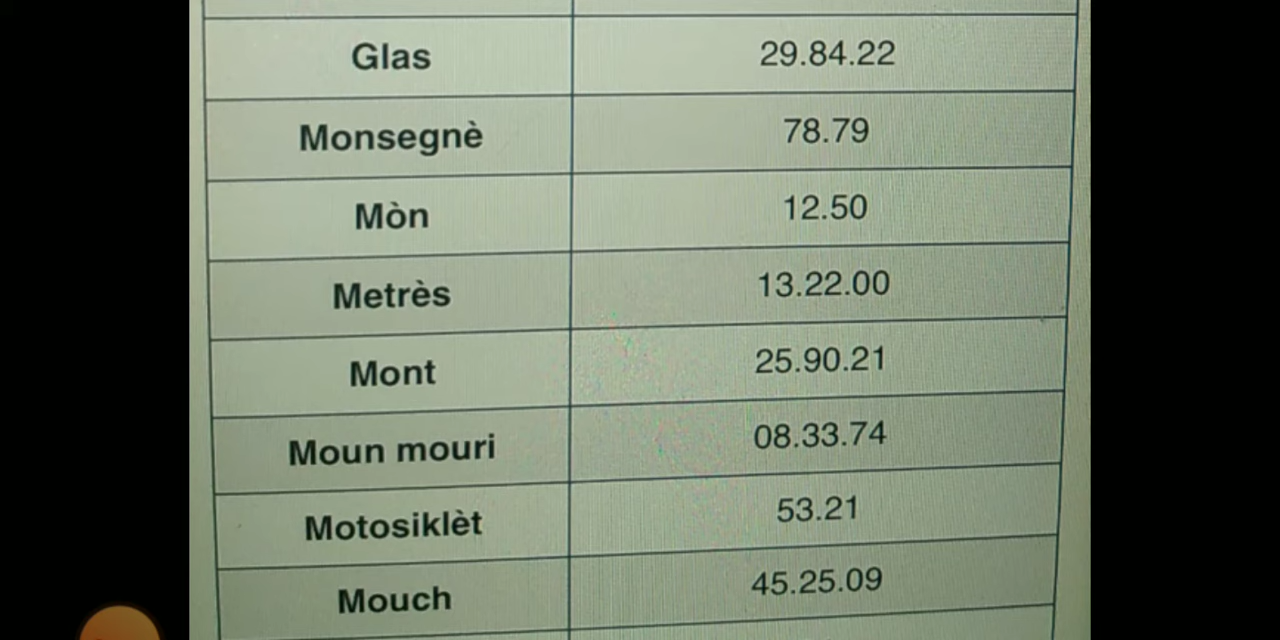 Glas 29.84.22
Monsegnè 78.79
Mòn 12.50
Metrès 13.22.00
Mont 25.90.21
Moun mouri 08.33.74
Motosiklèt 53.21
Mouch 45.25.09